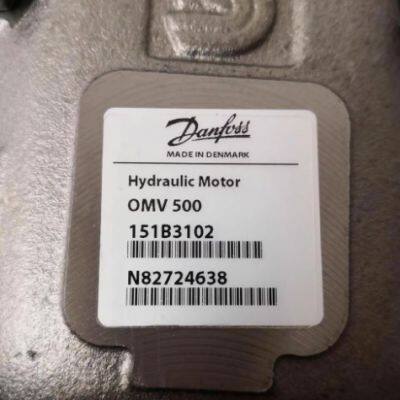 Danfoss
MADE IN DENMARK
Hydraulic Motor
OMV 500
151B3102
N82724638